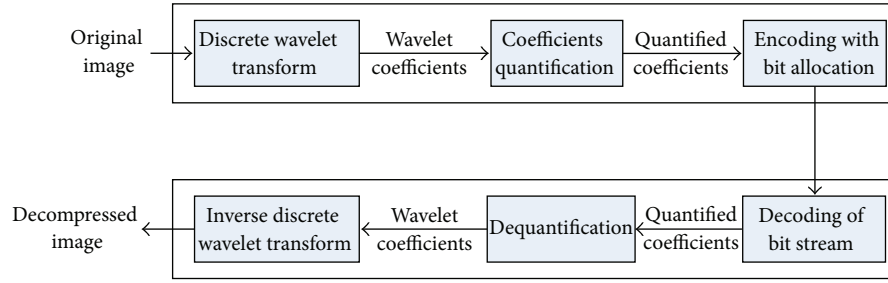 Original
image
Discrete wavelet
transform
Wavelet
coefficients
Coefficients
quantification
Quantified
coefficients
Encoding with
bit allocation
Decompressed
image
Inverse discrete
wavelet transform
Wavelet
coefficients
Dequantification
Quantified
coefficients
Decoding of
bit stream